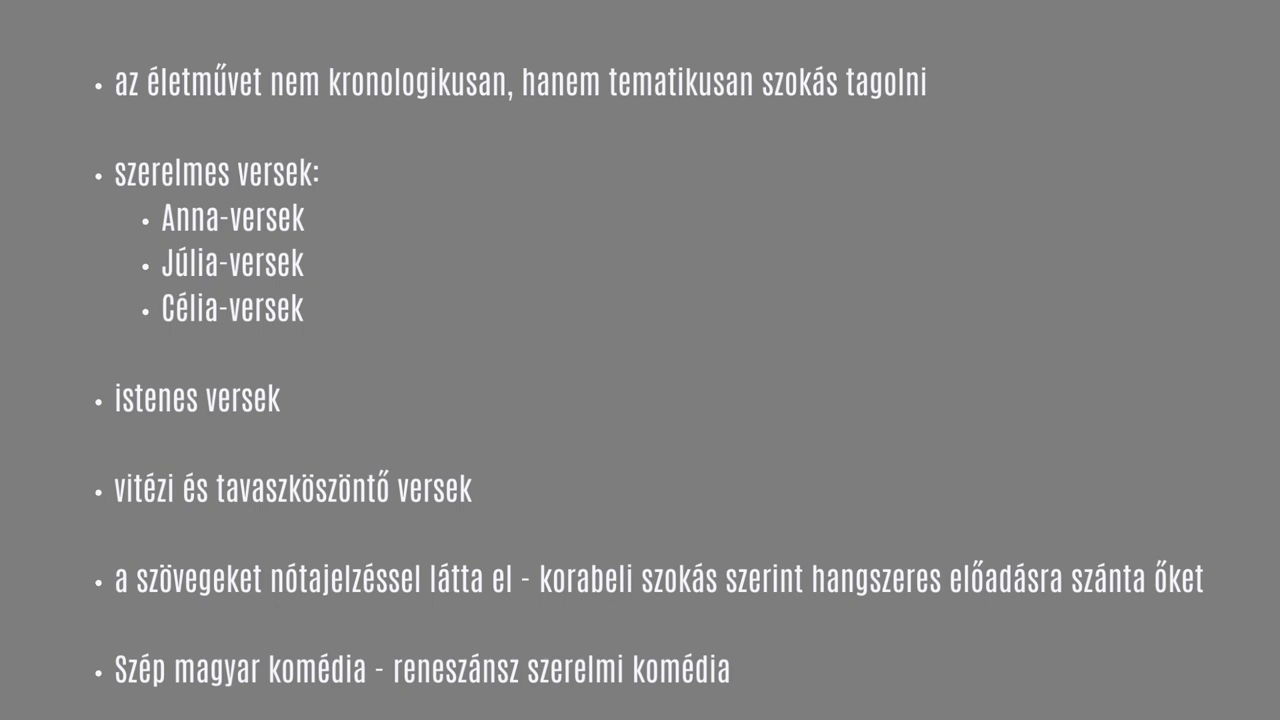 • az életművet nem kronologikusan, hanem tematikusan szokás tagolni
• szerelmes versek:
• Anna-versek
• Júlia-versek
• Célia-versek
• istenes versek
• vitézi és tavaszköszöntő versek
• a szövegeket nótajelzéssel látta el - korabeli szokás szerint hangszeres előadásra szánta őket
• Szép magyar komédia - reneszánsz szerelmi komédia